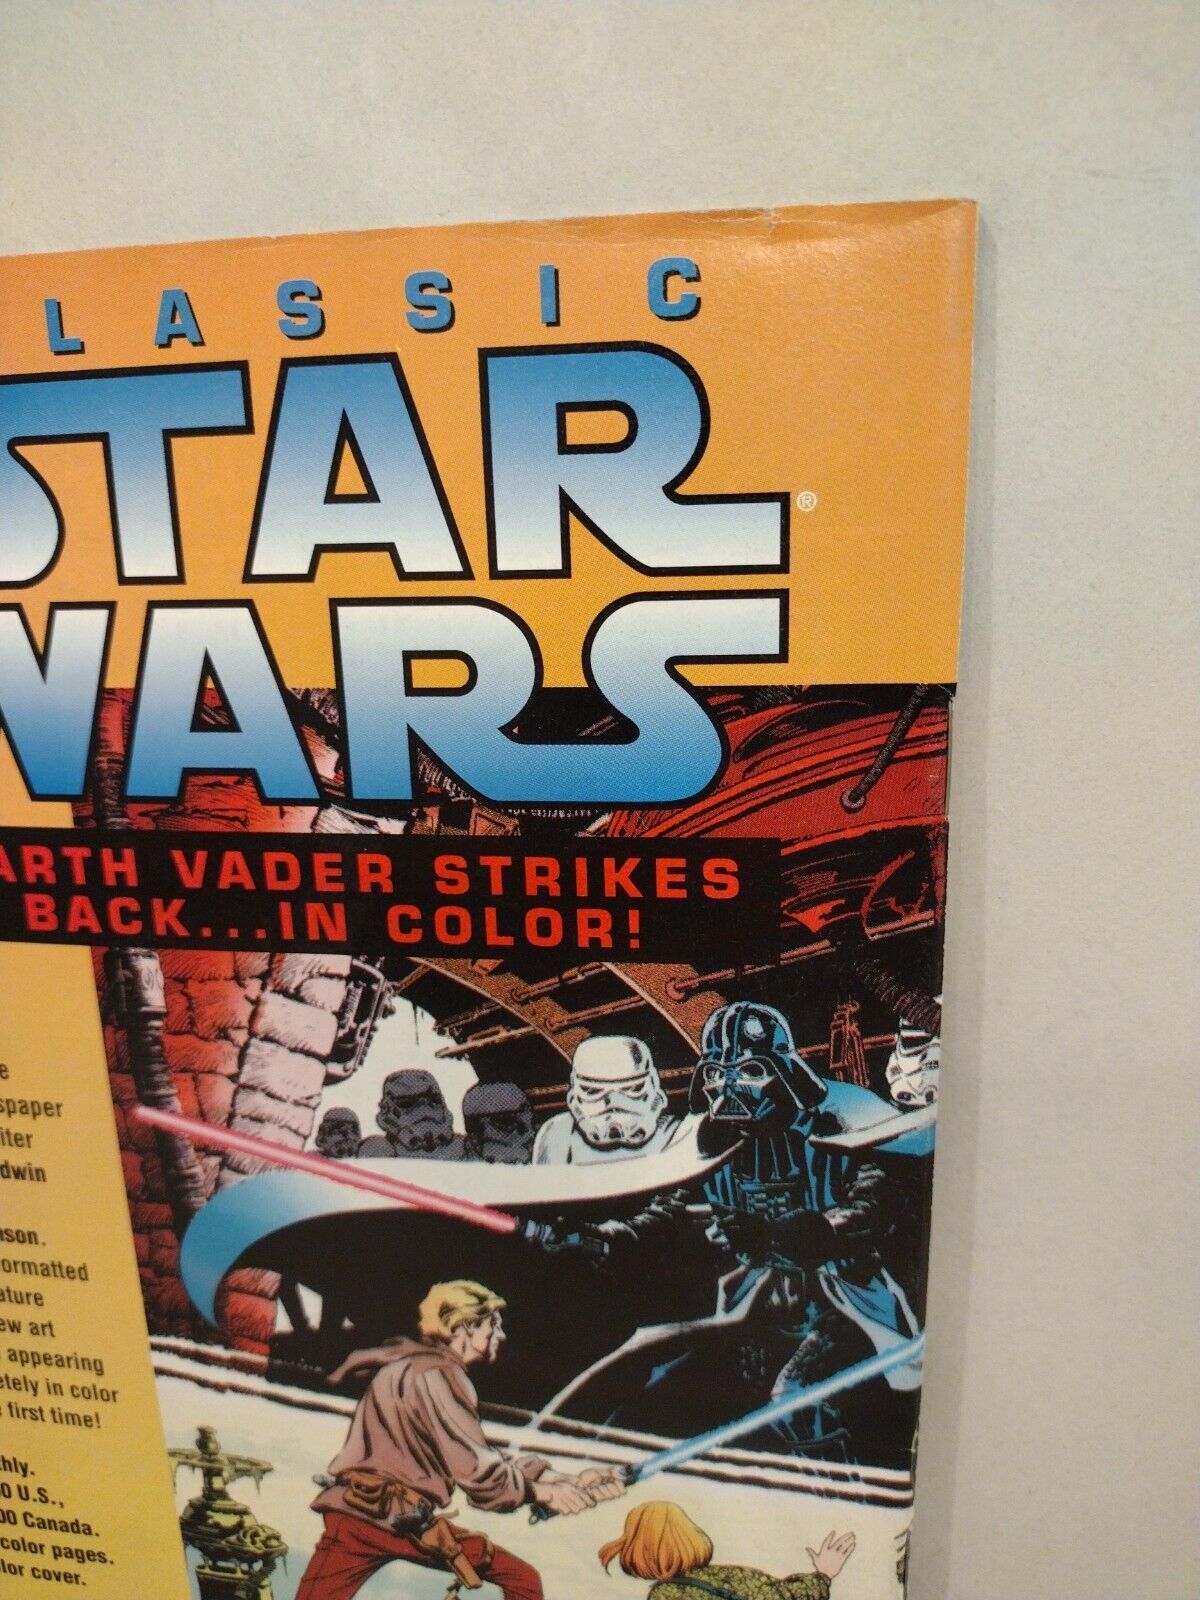 LASSIC
STAR
WARS
®
ARTH VADER STRIKES
BACK...IN COLOR!
e
spaper
iter
dwin
nson.
ormatted
ature
ew art
appearing
etely in color
first time!
hly.
0 U.S.,
00 Canada.
color pages.
lor cover.